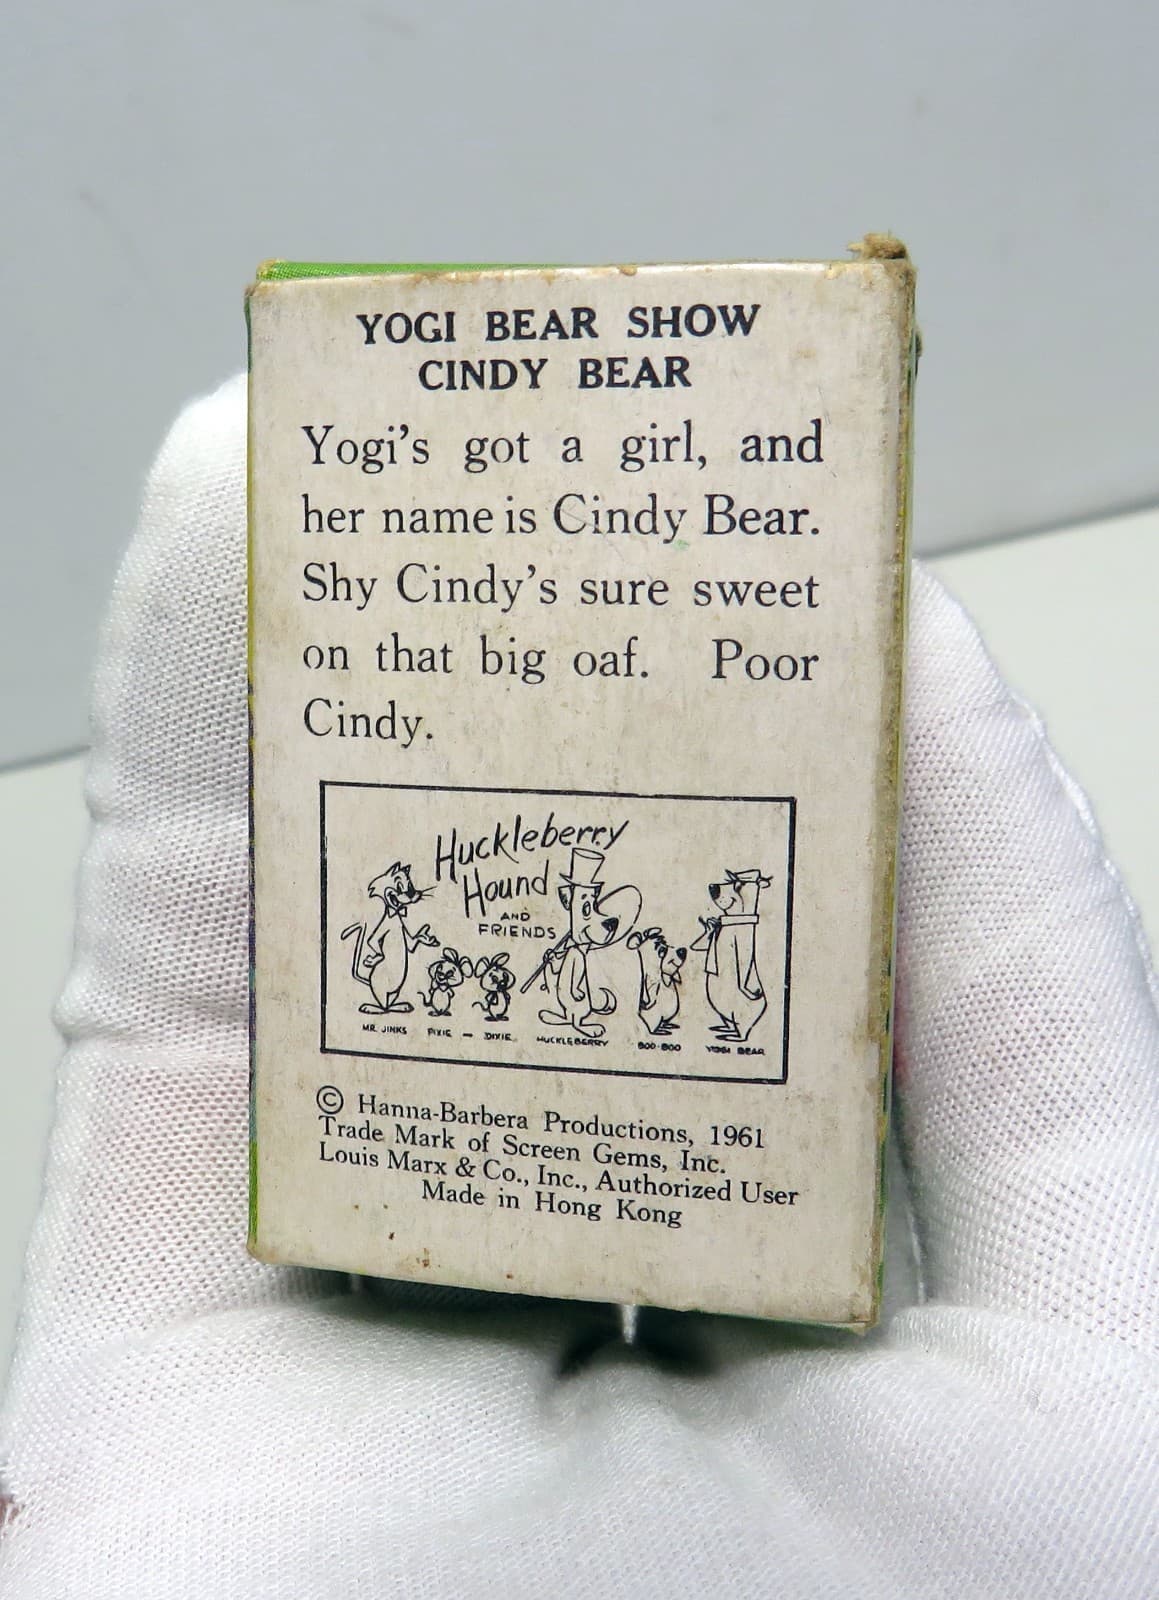 YOGI BEAR SHOW
CINDY BEAR
Yogi's got a girl, and
her name is Cindy Bear.
Shy Cindy's sure sweet
on that big oaf. Poor
Cindy.
Huckleberry
Hound
AND
FRIENDS
MR. JINKS PIXIE — DIXIE HUCKLEBERRY BOO-BOO YOGI BEAR
© Hanna-Barbera Productions, 1961
Trade Mark of Screen Gems, Inc.
Louis Marx & Co., Inc., Authorized User
Made in Hong Kong